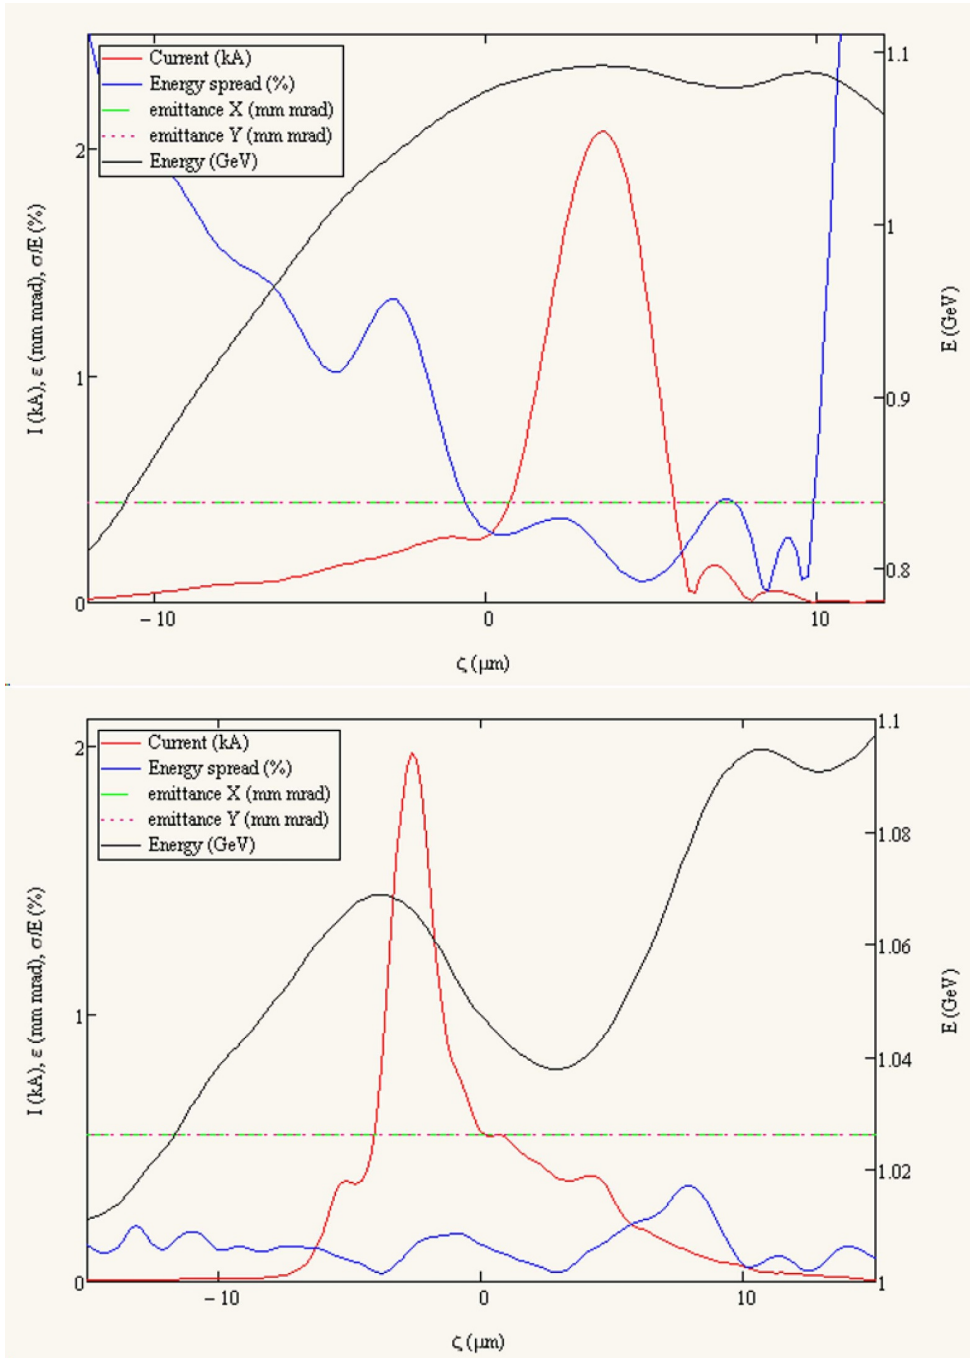 Current (kA)
Energy spread (%)
emittance X (mm mrad)
emittance Y (mm mrad)
Energy (GeV)
I (kA), ε (mm mrad), σ/E (%)
2
1
0
1.1
1
0.9
0.8
E (GeV)
−10
0
10
ζ (μm)
Current (kA)
Energy spread (%)
emittance X (mm mrad)
emittance Y (mm mrad)
Energy (GeV)
I (kA), ε (mm mrad), σ/E (%)
2
1
0
1.1
1.08
1.06
1.04
1.02
1
E (GeV)
−10
0
10
ζ (μm)